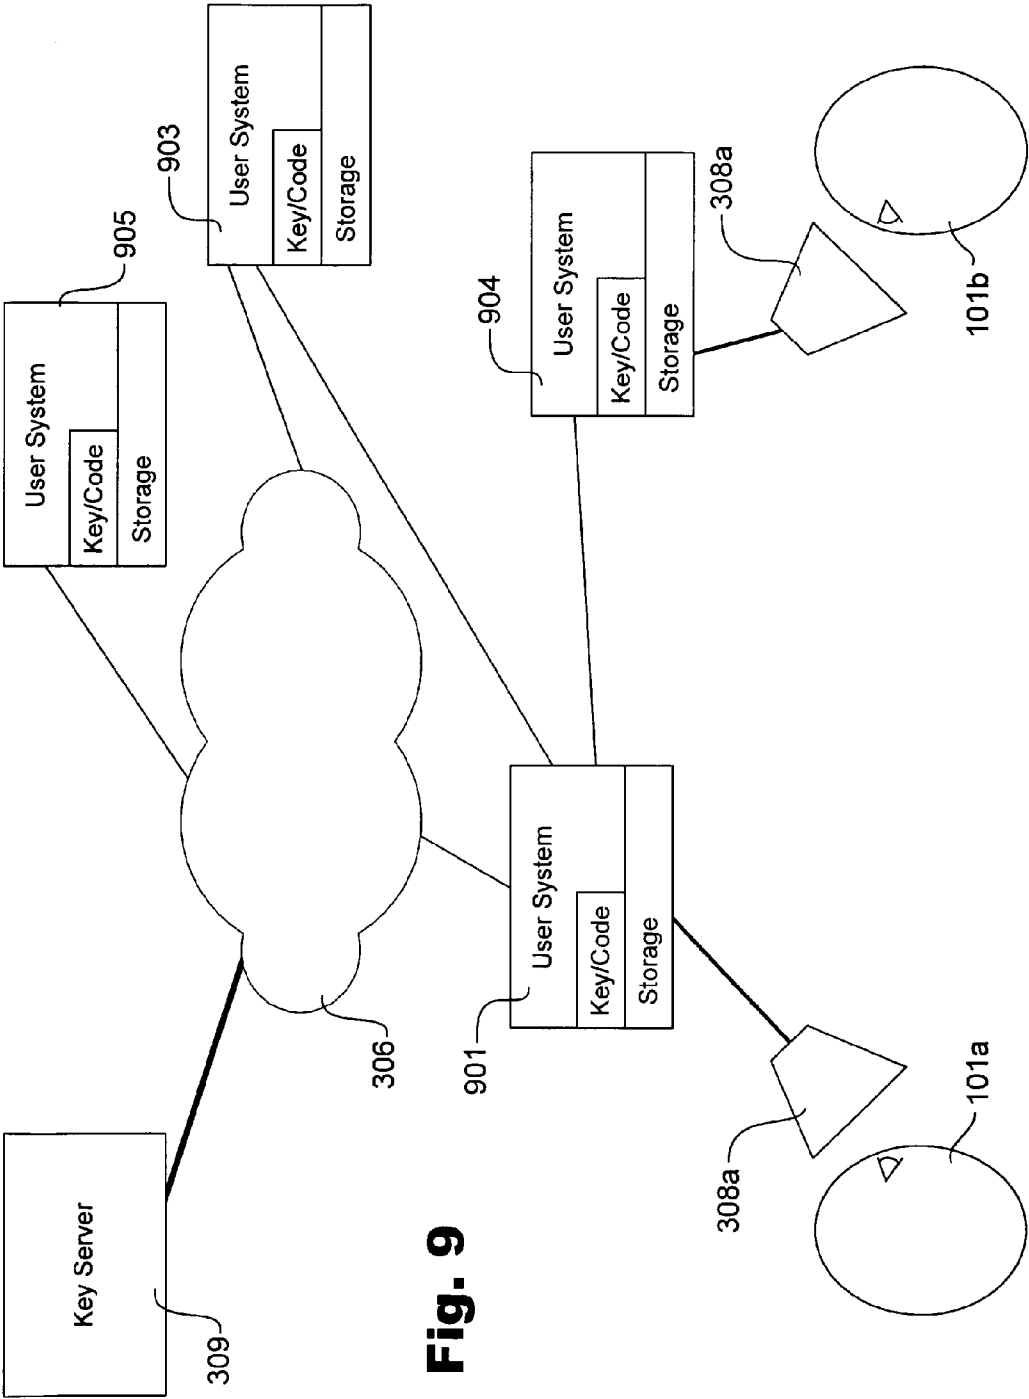 Key Server
309
306
User System
Key/Code
Storage
905
User System
Key/Code
Storage
903
User System
Key/Code
Storage
901
User System
Key/Code
Storage
904
308a
101a
308a
101b
Fig. 9